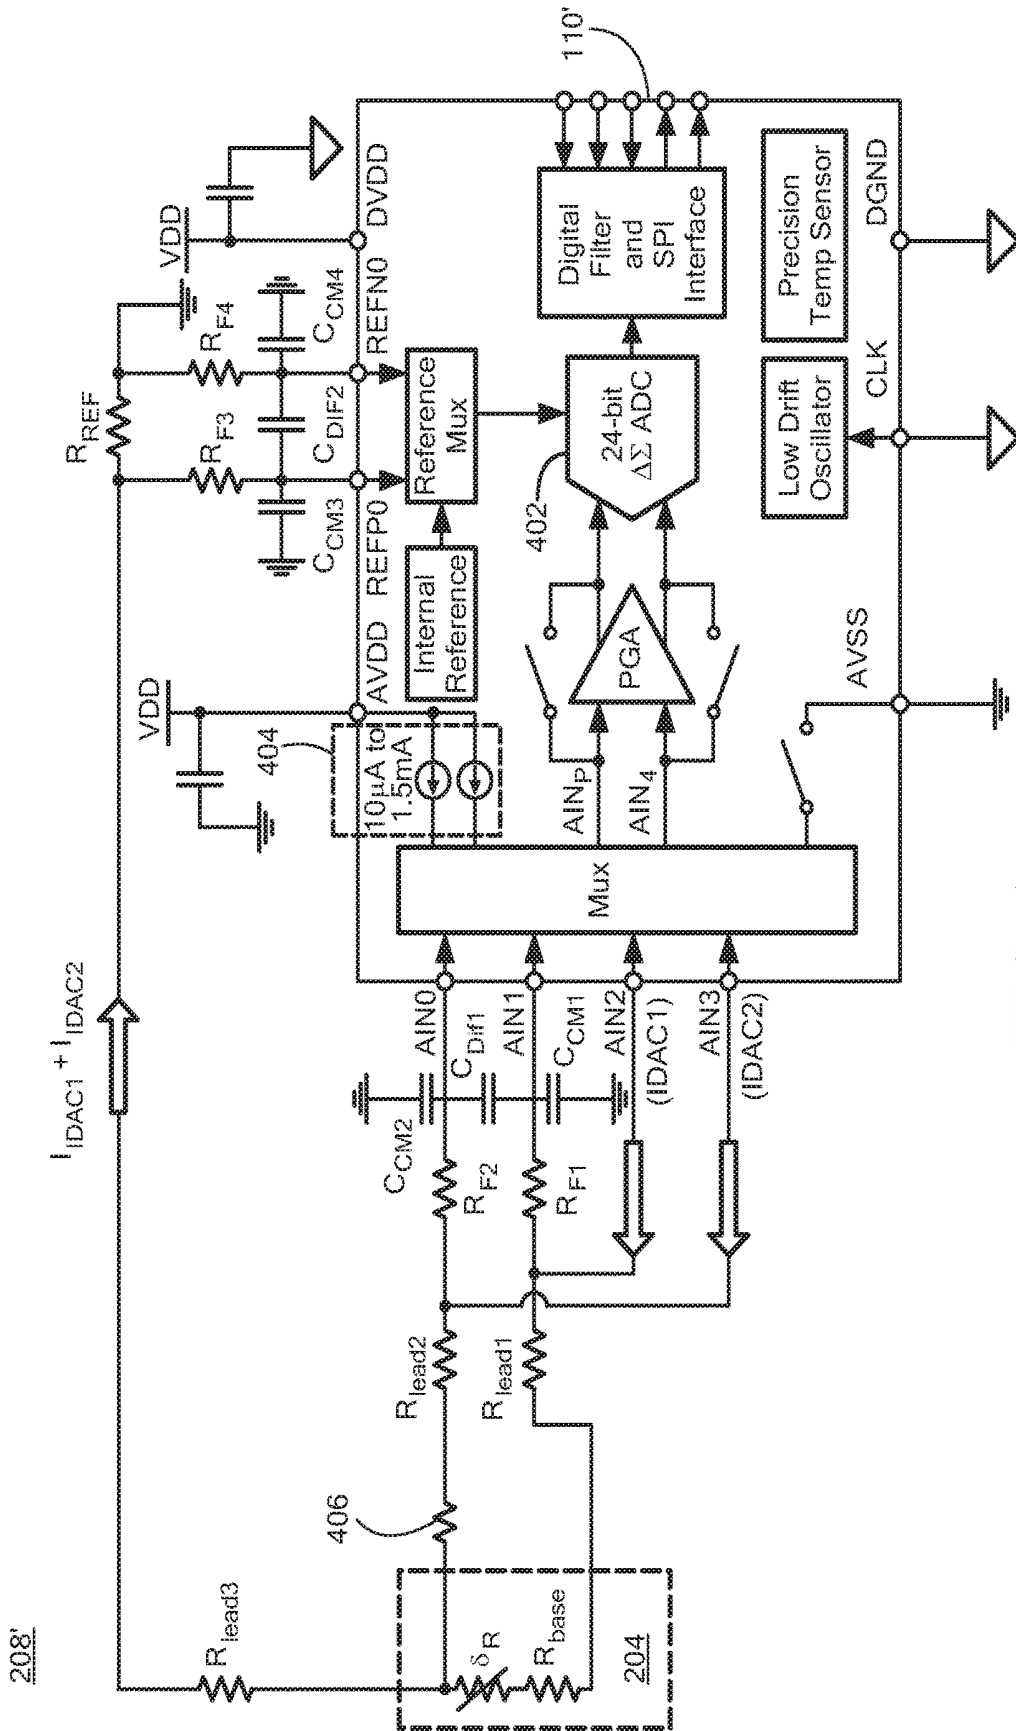 208'
I_IDAC1 + I_IDAC2
R_REF
R_lead3
VDD
VDD
R_F3
R_F4
C_CM3
C_DIF2
C_CM4
404
AVDD
REFP0
REFN0
DVDD
110'
10µA to
1.5mA
Internal
Reference
Reference
Mux
402
24-bit
ΔΣ ADC
Digital
Filter
and
SPI
Interface
406
R_lead2
R_lead1
C_CM2
R_F2
R_F1
AIN0
C_Dif1
AIN1
C_CM1
AIN2
(IDAC1)
AIN3
(IDAC2)
Mux
AIN_P
AIN_4
PGA
δ_R
R_base
204
Low Drift
Oscillator
Precision
Temp Sensor
AVSS
CLK
DGND